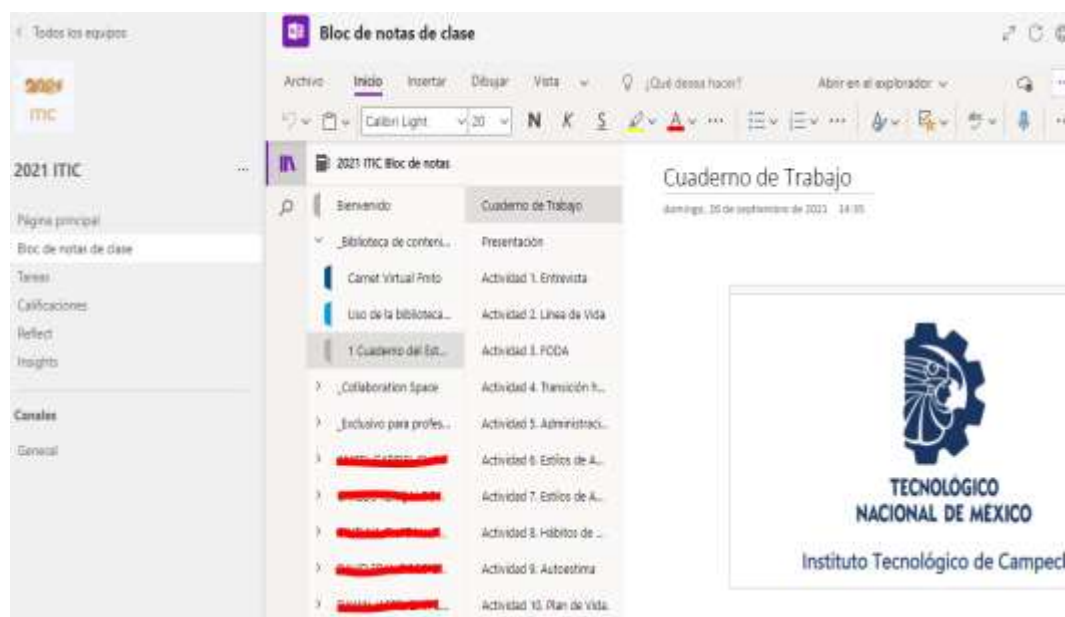 Todos los equipos
2021
ITIC
2021 ITIC
...
Página principal
Bloc de notas de clase
Tareas
Calificaciones
Reflect
Insights
Canales
General
Bloc de notas de clase
Archivo Inicio Insertar Dibujar Vista ¿Qué desea hacer? Abrir en el explorador
Calibri Light 20 N K S
2021 ITIC Bloc de notas
Bienvenido
_Biblioteca de conteni...
Carnet Virtual Fmto
Uso de la biblioteca...
1 Cuaderno del Est...
_Collaboration Space
_Exclusivo para profes...
Cuaderno de Trabajo
Presentación
Actividad 1. Entrevista
Actividad 2. Línea de Vida
Actividad 3. FODA
Actividad 4. Transición h...
Actividad 5. Administraci...
Actividad 6. Estilos de A...
Actividad 7. Estilos de A...
Actividad 8. Hábitos de ...
Actividad 9. Autoestima
Actividad 10. Plan de Vida
Cuaderno de Trabajo
domingo, 26 de septiembre de 2021 14:35
TECNOLÓGICO
NACIONAL DE MEXICO
Instituto Tecnológico de Campech